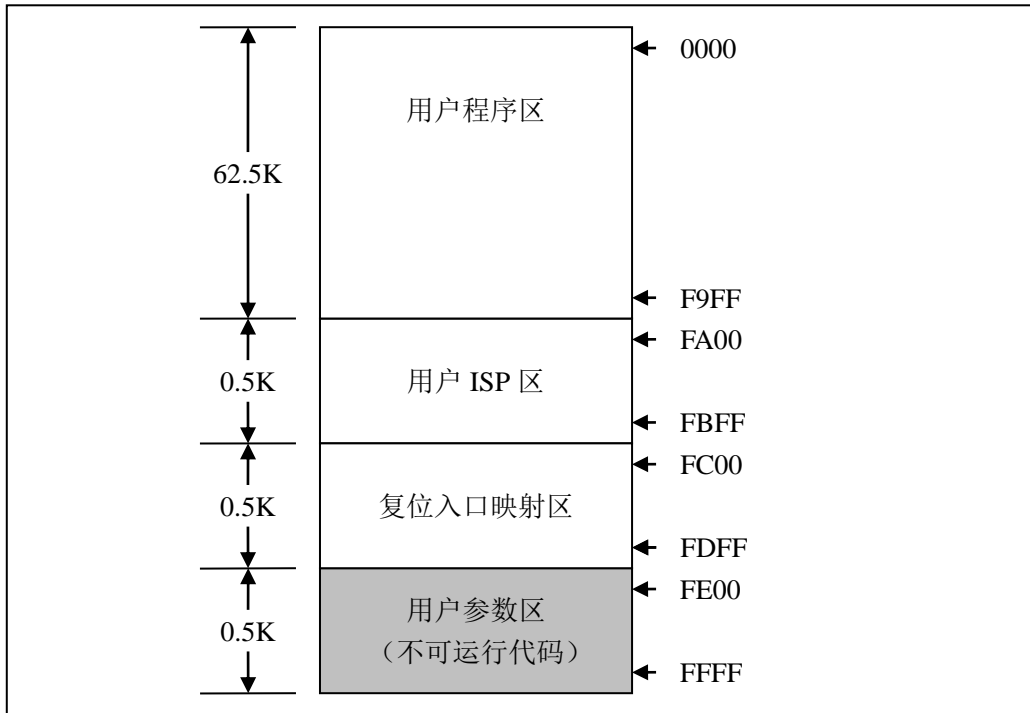 0000
用户程序区
62.5K
F9FF
FA00
用户 ISP 区
0.5K
FBFF
FC00
复位入口映射区
0.5K
FDFF
FE00
用户参数区
0.5K
（不可运行代码）
FFFF